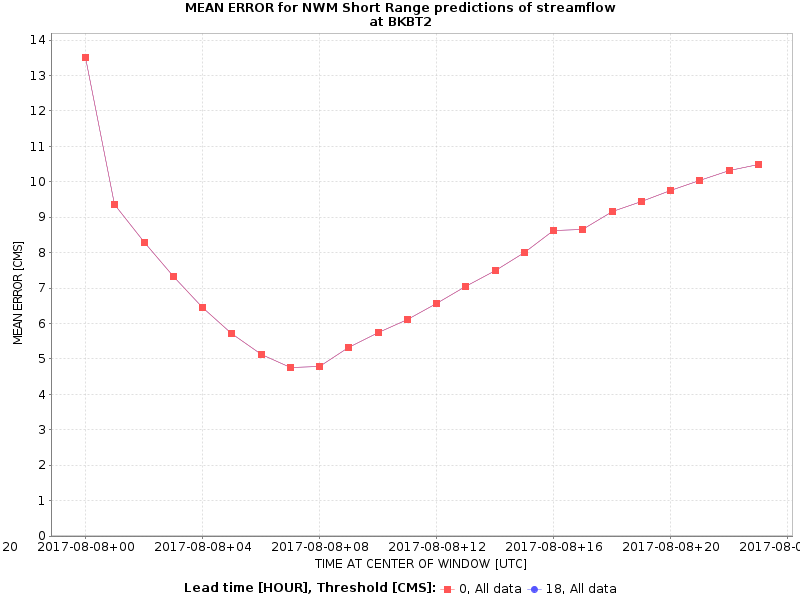 MEAN ERROR for NWM Short Range predictions of streamflow
at BKBT2
14
13
12
11
10
9
8
7
6
5
4
3
2
1
0
MEAN ERROR [CMS]
20 2017-08-08+00 2017-08-08+04 2017-08-08+08 2017-08-08+12 2017-08-08+16 2017-08-08+20 2017-08-0
TIME AT CENTER OF WINDOW [UTC]
Lead time [HOUR], Threshold [CMS]: 0, All data 18, All data